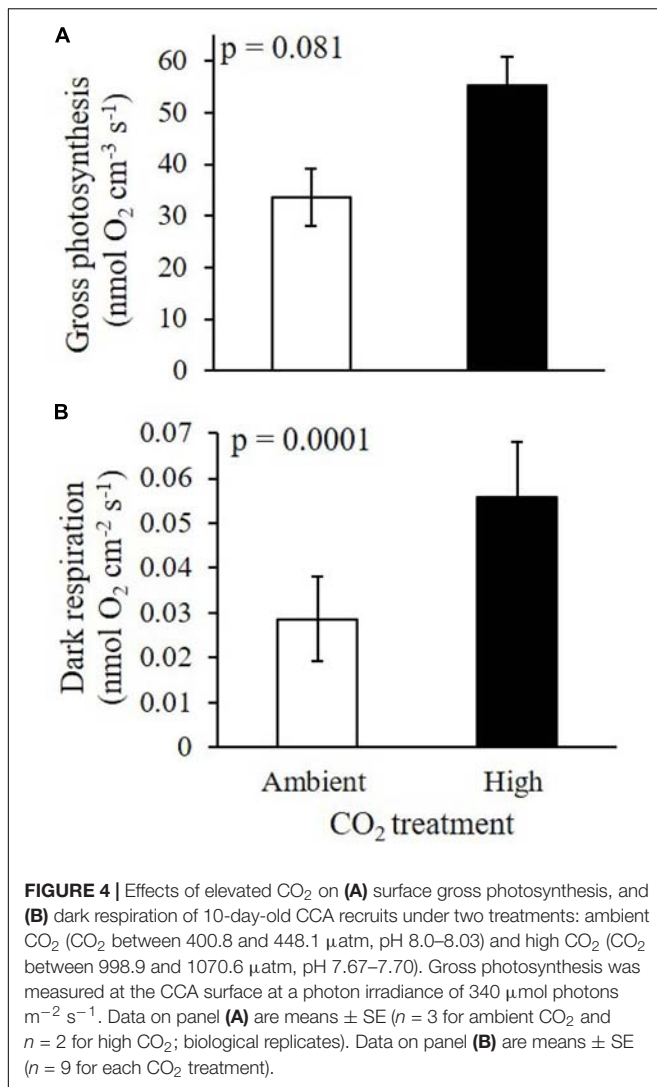 A
p = 0.081
Gross photosynthesis
(nmol O₂ cm⁻³ s⁻¹)
60
50
40
30
20
10
0
B
p = 0.0001
Dark respiration
(nmol O₂ cm⁻² s⁻¹)
0.07
0.06
0.05
0.04
0.03
0.02
0.01
0
Ambient High
CO₂ treatment
FIGURE 4 | Effects of elevated CO₂ on (A) surface gross photosynthesis, and
(B) dark respiration of 10-day-old CCA recruits under two treatments: ambient
CO₂ (CO₂ between 400.8 and 448.1 μatm, pH 8.0–8.03) and high CO₂ (CO₂
between 998.9 and 1070.6 μatm, pH 7.67–7.70). Gross photosynthesis was
measured at the CCA surface at a photon irradiance of 340 μmol photons
m⁻² s⁻¹. Data on panel (A) are means ± SE (n = 3 for ambient CO₂ and
n = 2 for high CO₂; biological replicates). Data on panel (B) are means ± SE
(n = 9 for each CO₂ treatment).